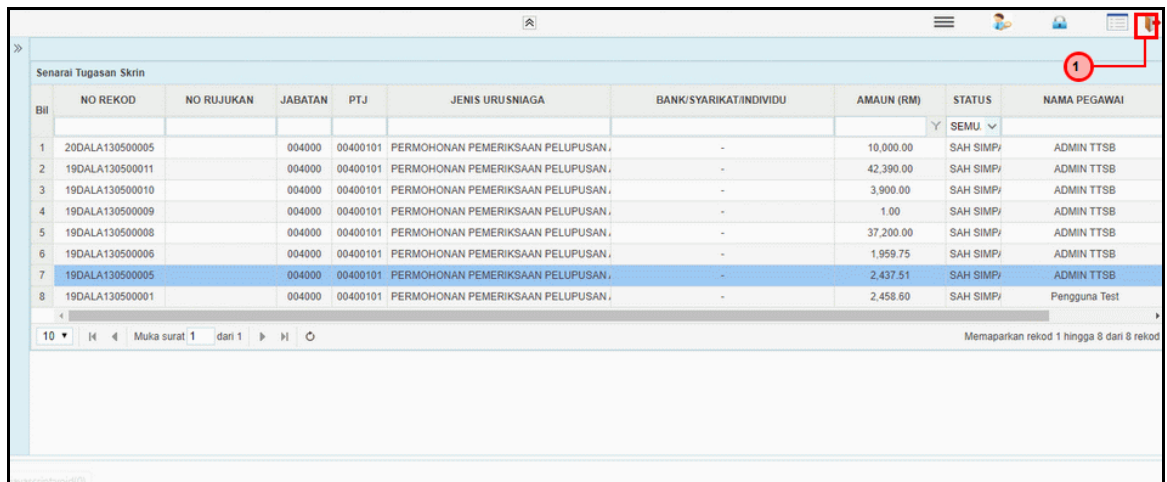 1
Senarai Tugasan Skrin
Bil NO REKOD NO RUJUKAN JABATAN PTJ JENIS URUSNIAGA BANK/SYARIKAT/INDIVIDU AMAUN (RM) STATUS NAMA PEGAWAI
SEMU.
1 20DALA130500005 004000 00400101 PERMOHONAN PEMERIKSAAN PELUPUSAN - 10,000.00 SAH SIMP ADMIN TTSB
2 19DALA130500011 004000 00400101 PERMOHONAN PEMERIKSAAN PELUPUSAN - 42,390.00 SAH SIMP ADMIN TTSB
3 19DALA130500010 004000 00400101 PERMOHONAN PEMERIKSAAN PELUPUSAN - 3,900.00 SAH SIMP ADMIN TTSB
4 19DALA130500009 004000 00400101 PERMOHONAN PEMERIKSAAN PELUPUSAN - 1.00 SAH SIMP ADMIN TTSB
5 19DALA130500008 004000 00400101 PERMOHONAN PEMERIKSAAN PELUPUSAN - 37,200.00 SAH SIMP ADMIN TTSB
6 19DALA130500006 004000 00400101 PERMOHONAN PEMERIKSAAN PELUPUSAN - 1,959.75 SAH SIMP ADMIN TTSB
7 19DALA130500005 004000 00400101 PERMOHONAN PEMERIKSAAN PELUPUSAN - 2,437.51 SAH SIMP ADMIN TTSB
8 19DALA130500001 004000 00400101 PERMOHONAN PEMERIKSAAN PELUPUSAN - 2,458.60 SAH SIMP Pengguna Test
10 Muka surat 1 dari 1 Memaparkan rekod 1 hingga 8 dari 8 rekod